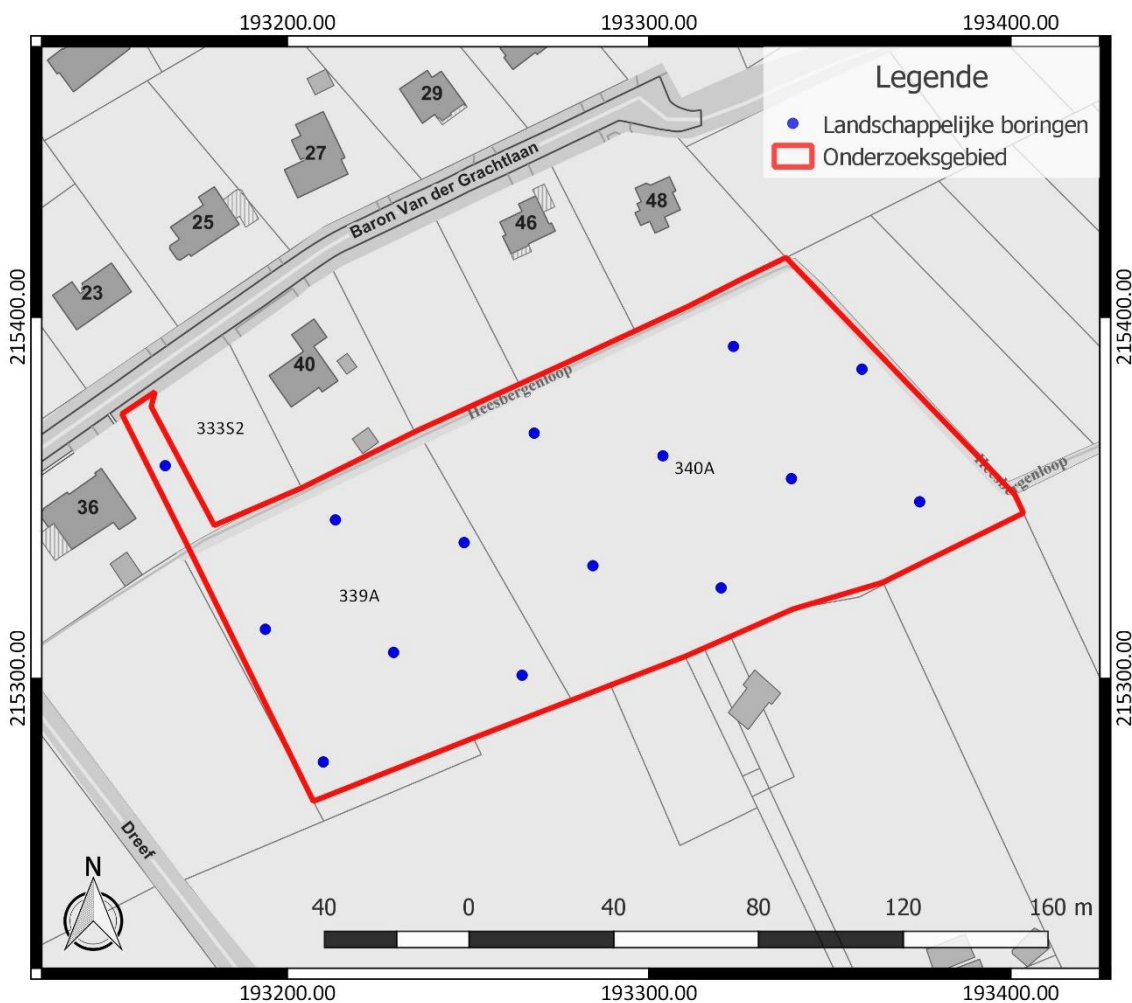 193200.00 193300.00 193400.00
Legende
Landschappelijke boringen
Onderzoeksgebied
29
27
Baron Van der Grachtlaan
25
46
48
23
215400.00
215400.00
40
Heesbergenloop
333S2
340A
Heesbergenloop
36
339A
215300.00
215300.00
Dreef
N
40 0 40 80 120 160 m
193200.00 193300.00 193400.00